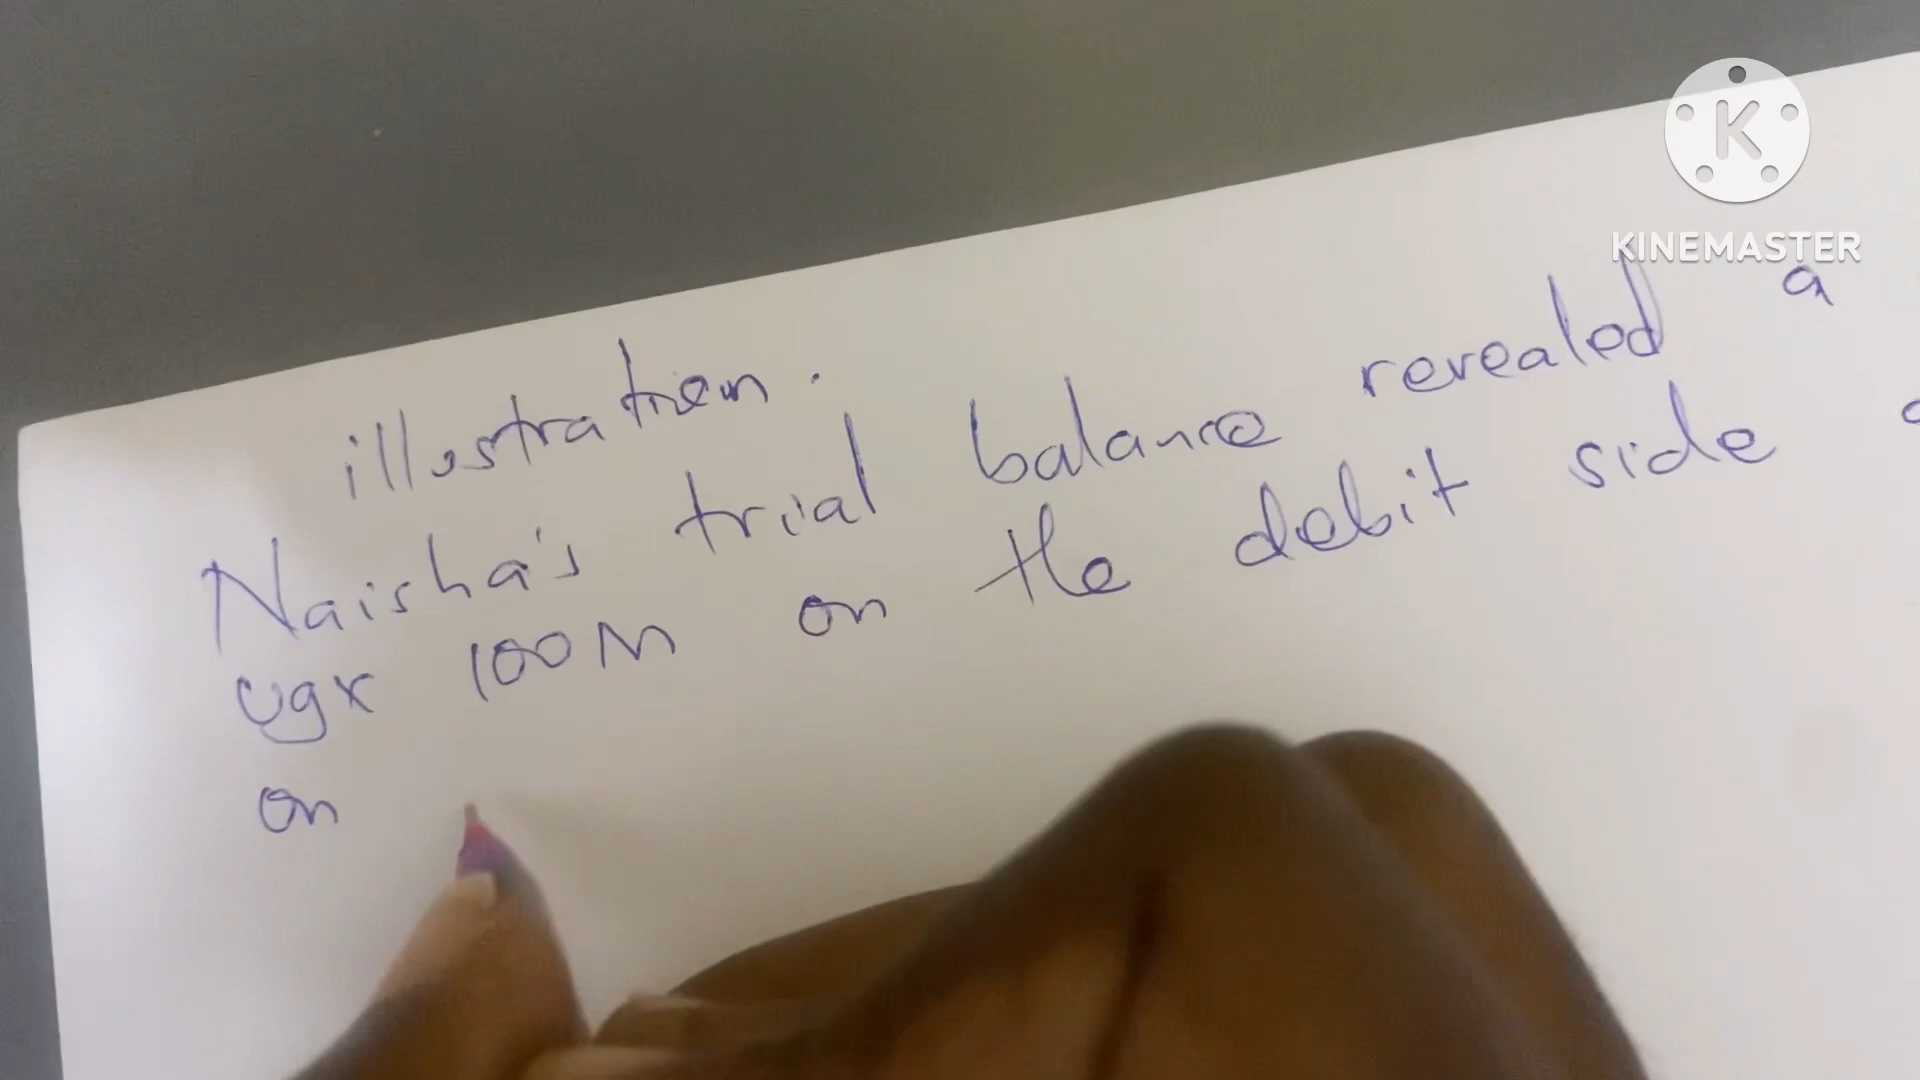 KINEMASTER
illustration.
Naisha's trial balance revealed a
Ugx 100M on the debit side
on